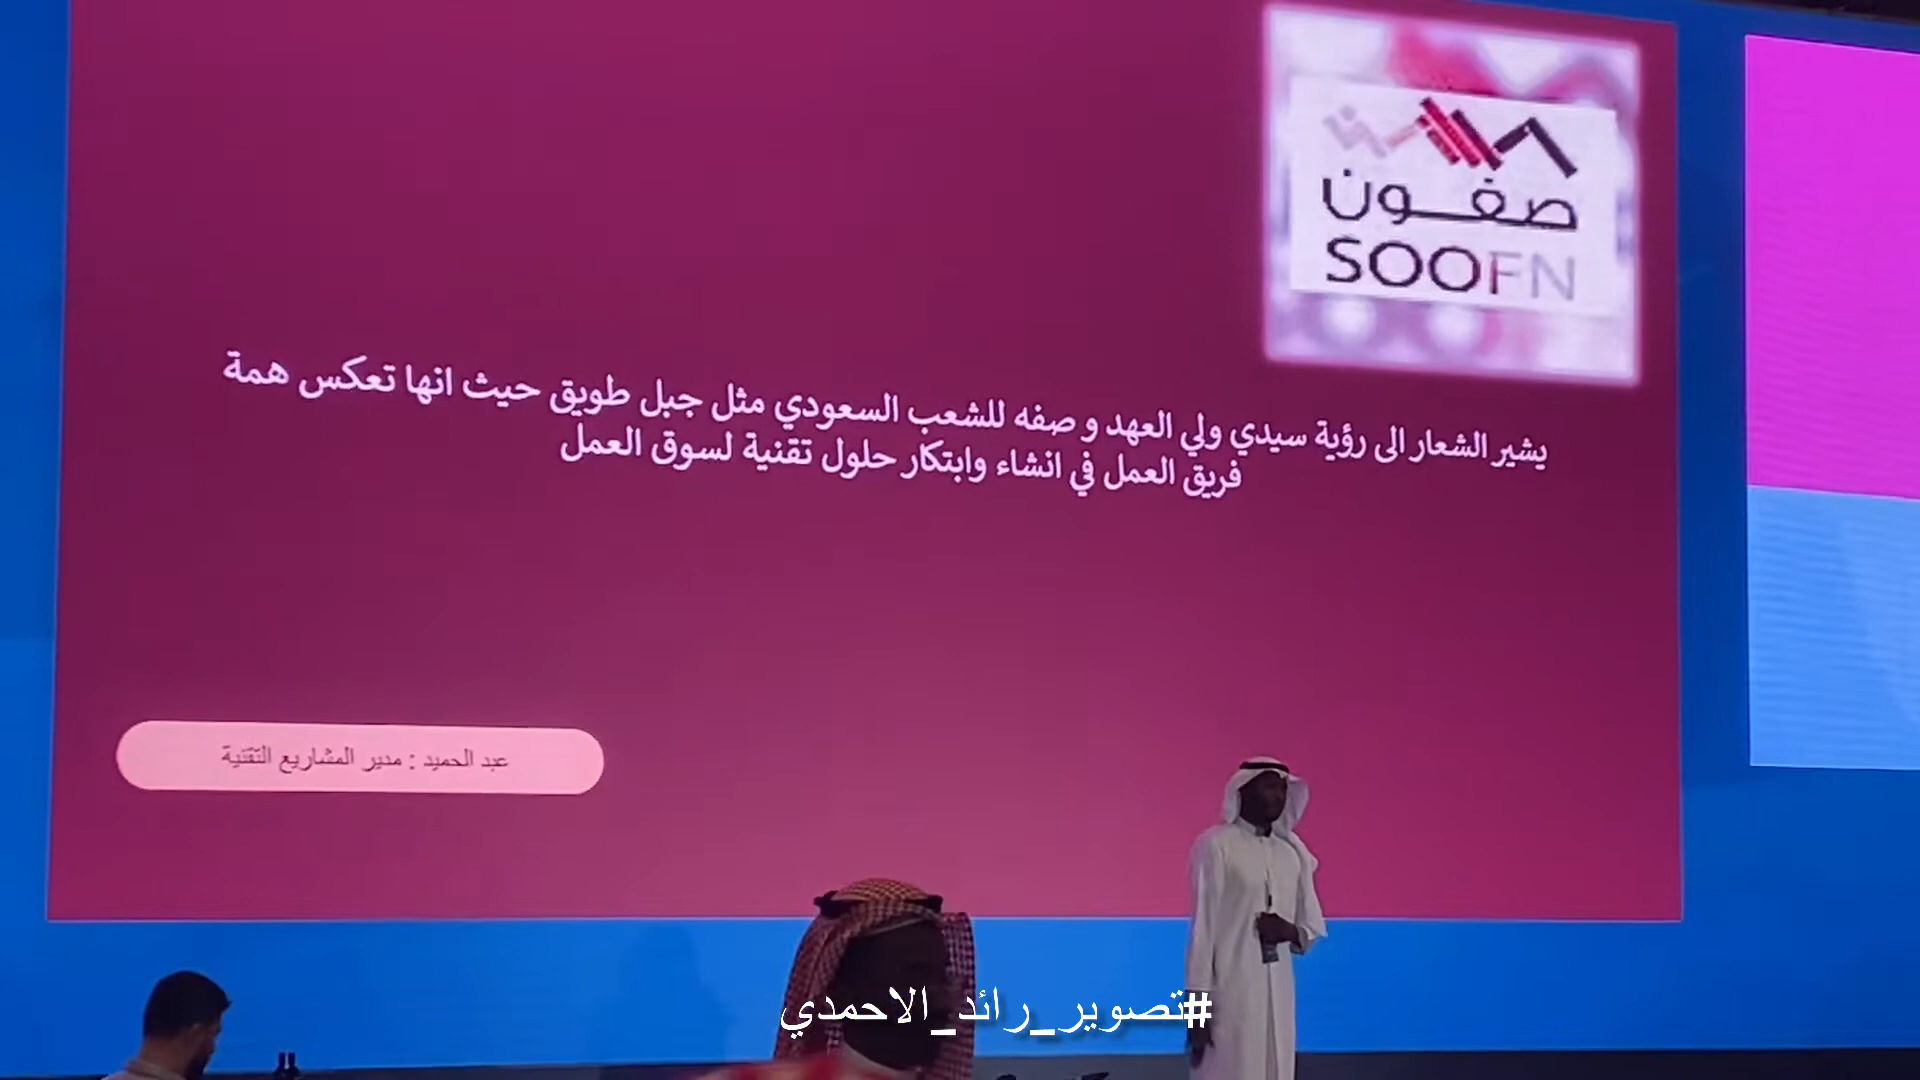 صفون
SOOFN
يشير الشعار الى رؤية سيدي ولي العهد و صفه للشعب السعودي مثل جبل طويق حيث انها تعكس همة
فريق العمل في انشاء وابتكار حلول تقنية لسوق العمل
عبد الحميد : مدير المشاريع التقنية
#تصوير_رائد_الاحمدي